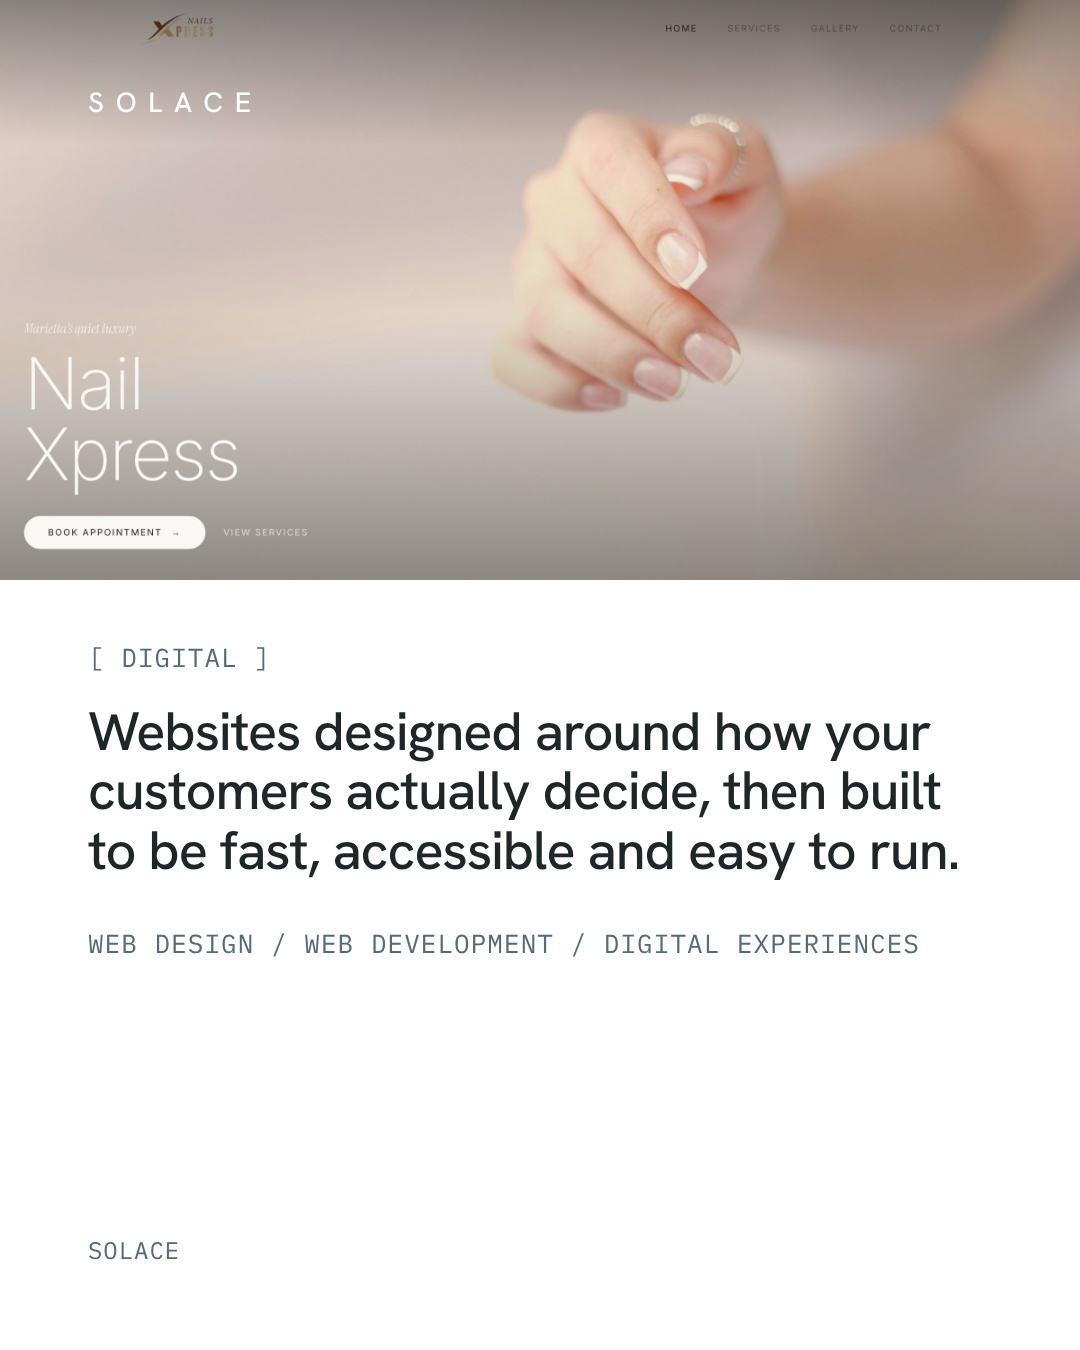 NAILS
XPRESS
HOME SERVICES GALLERY CONTACT
SOLACE
Marietta's quiet luxury
Nail
Xpress
BOOK APPOINTMENT → VIEW SERVICES
[ DIGITAL ]
Websites designed around how your
customers actually decide, then built
to be fast, accessible and easy to run.
WEB DESIGN / WEB DEVELOPMENT / DIGITAL EXPERIENCES
SOLACE